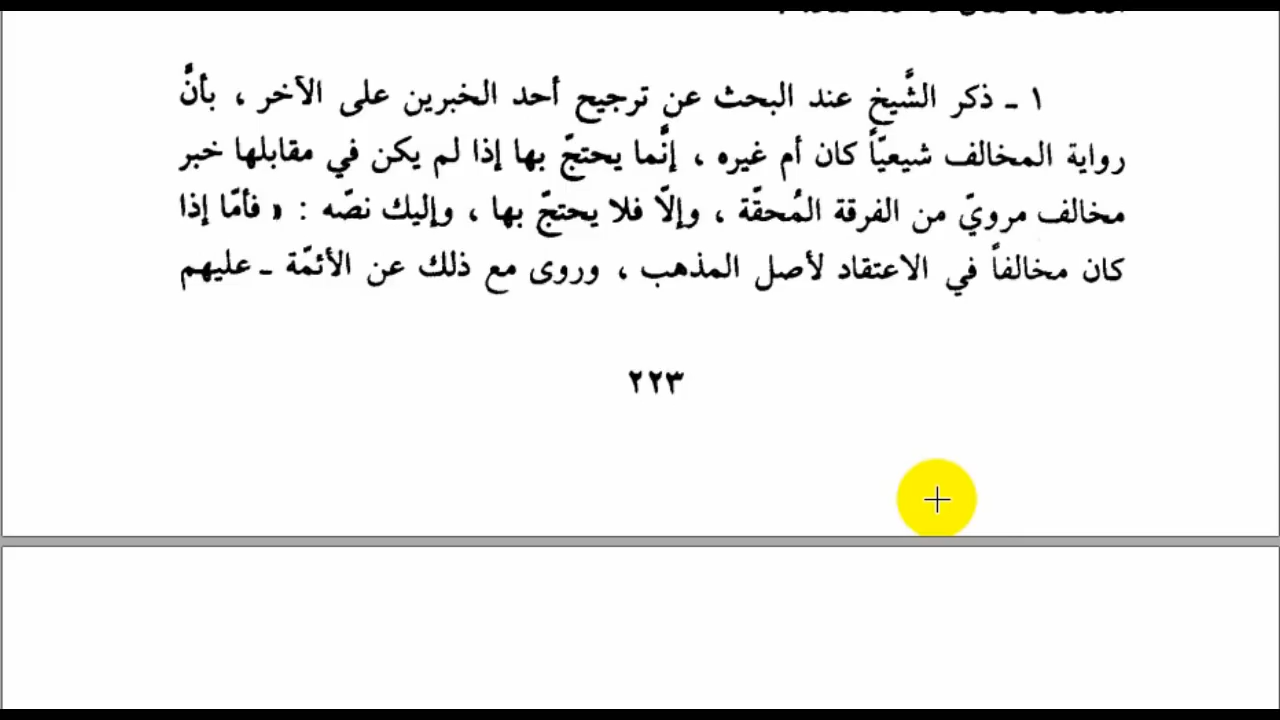 ١ ـ ذكر الشَّيخ عند البحث عن ترجيح أحد الخبرين على الآخر ، بأنَّ
رواية المخالف شيعيّاً كان أم غيره ، إنَّما يحتجّ بها إذا لم يكن في مقابلها خبر
مخالف مرويّ من الفرقة المُحقّة ، وإلاّ فلا يحتجّ بها ، وإليك نصّه : « فأمّا إذا
كان مخالفاً في الاعتقاد لأصل المذهب ، وروى مع ذلك عن الأئمّة ـ عليهم
٢٢٣